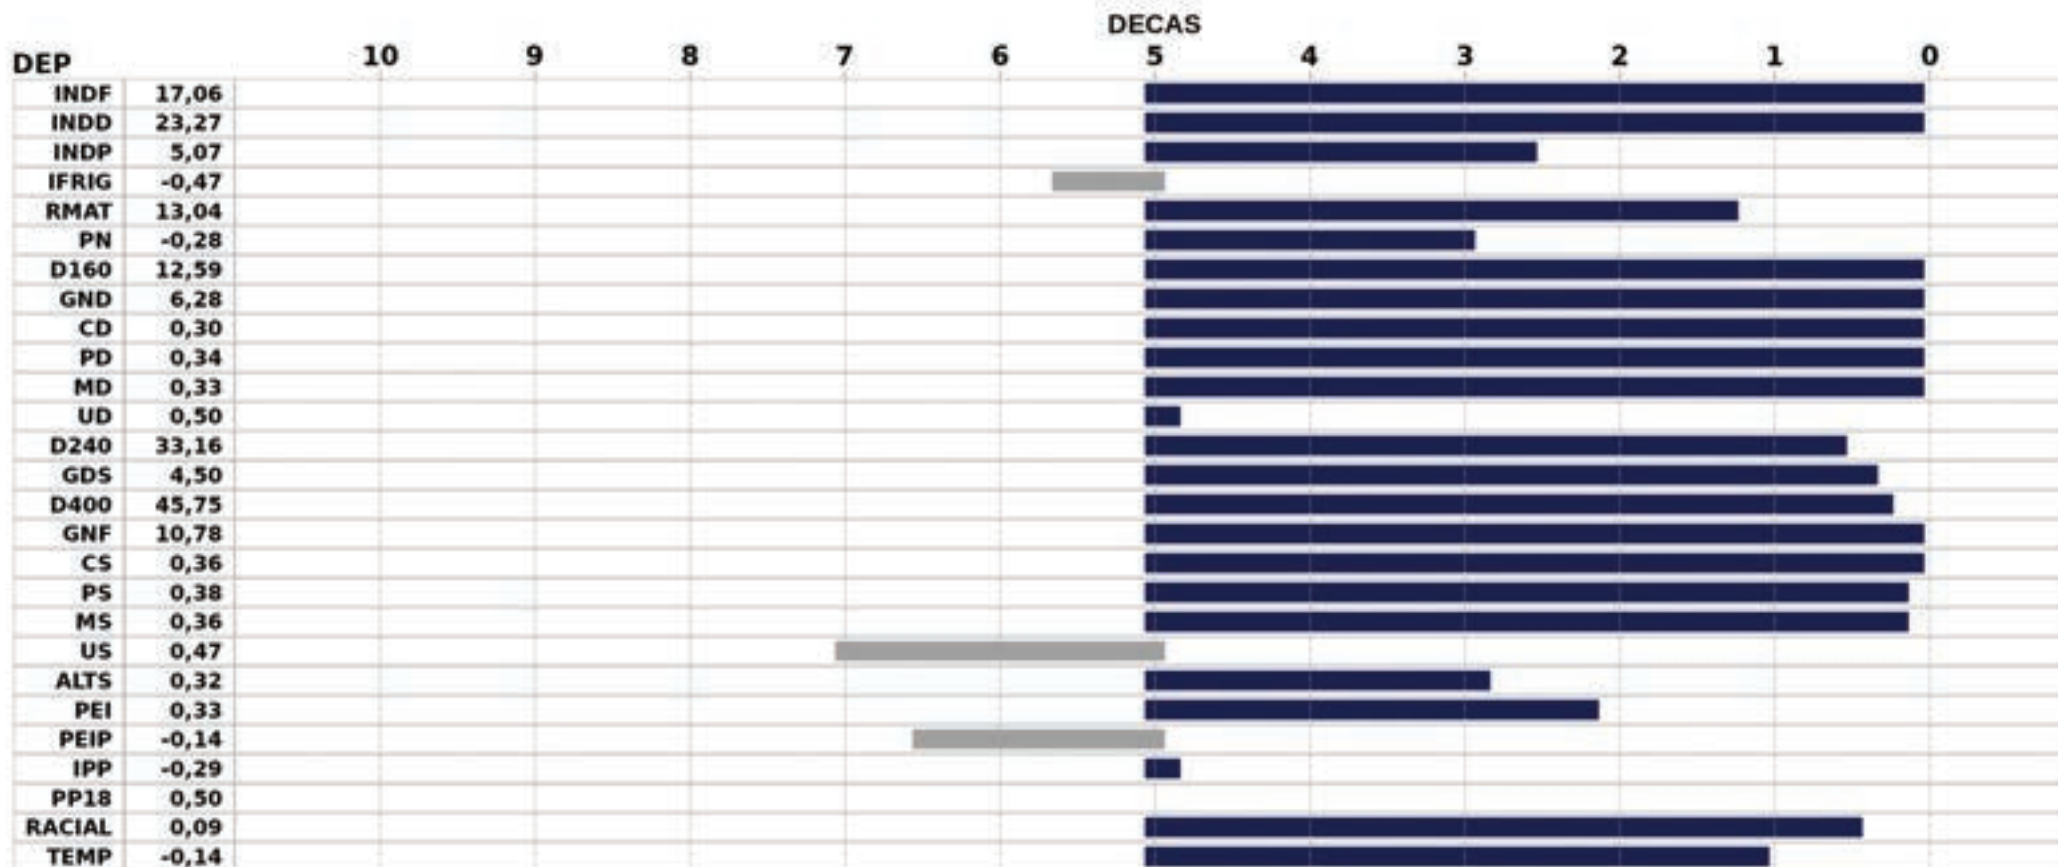 DECAS
DEP 10 9 8 7 6 5 4 3 2 1 0
INDF 17,06
INDD 23,27
INDP 5,07
IFRIG -0,47
RMAT 13,04
PN -0,28
D160 12,59
GND 6,28
CD 0,30
PD 0,34
MD 0,33
UD 0,50
D240 33,16
GDS 4,50
D400 45,75
GNF 10,78
CS 0,36
PS 0,38
MS 0,36
US 0,47
ALTS 0,32
PEI 0,33
PEIP -0,14
IPP -0,29
PP18 0,50
RACIAL 0,09
TEMP -0,14